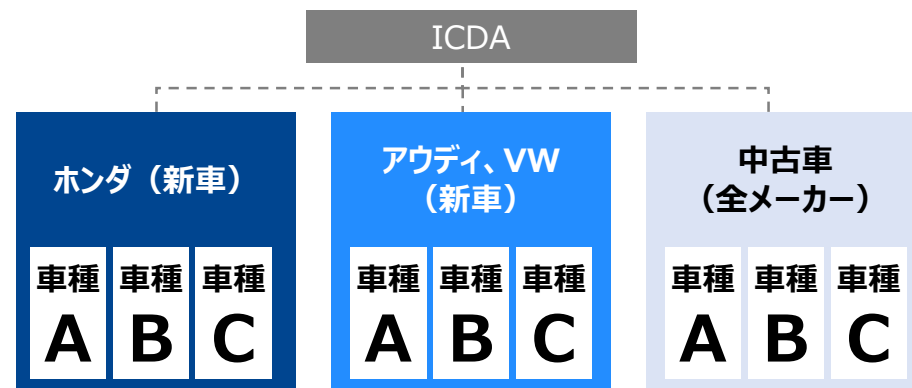 ICDA
ホンダ（新車）
アウディ、VW
（新車）
中古車
（全メーカー）
車種 車種 車種
A B C
車種 車種 車種
A B C
車種 車種 車種
A B C